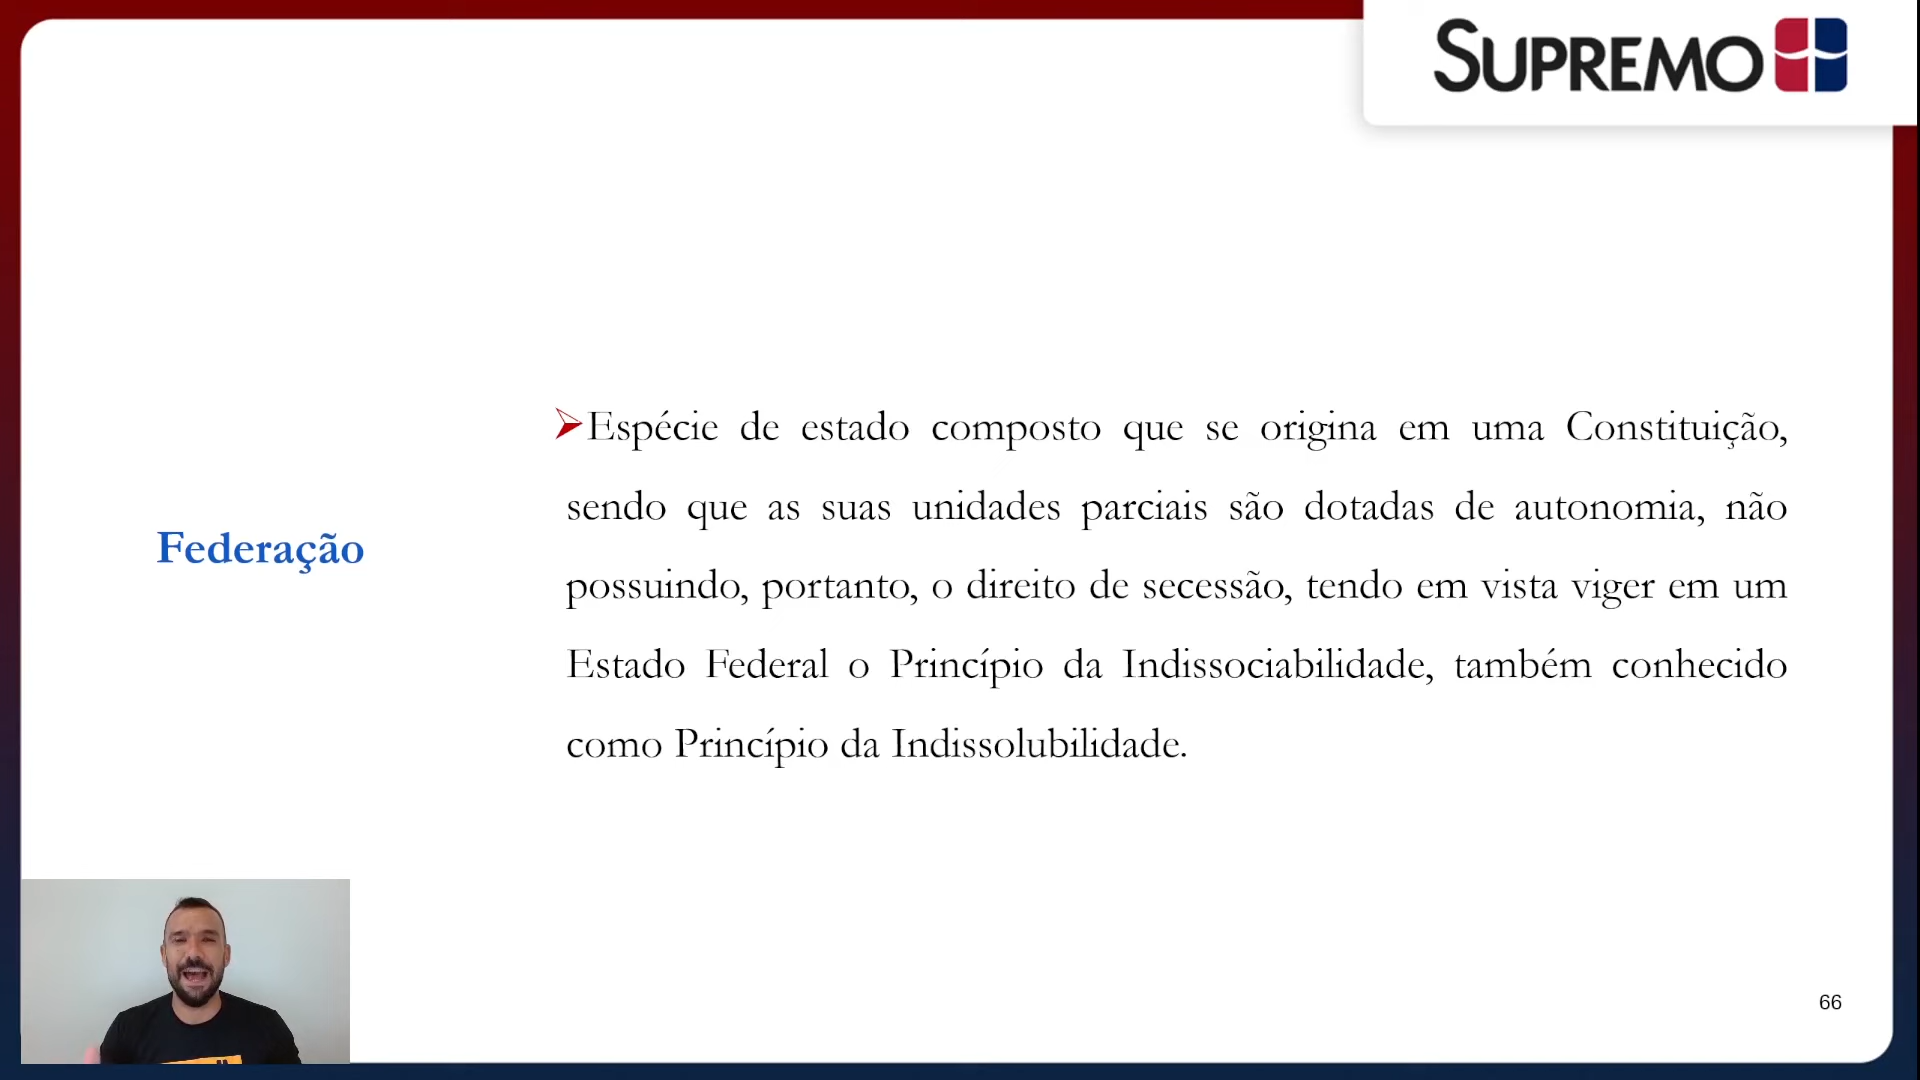 SUPREMO
Federação
Espécie de estado composto que se origina em uma Constituição,
sendo que as suas unidades parciais são dotadas de autonomia, não
possuindo, portanto, o direito de secessão, tendo em vista viger em um
Estado Federal o Princípio da Indissociabilidade, também conhecido
como Princípio da Indissolubilidade.
66